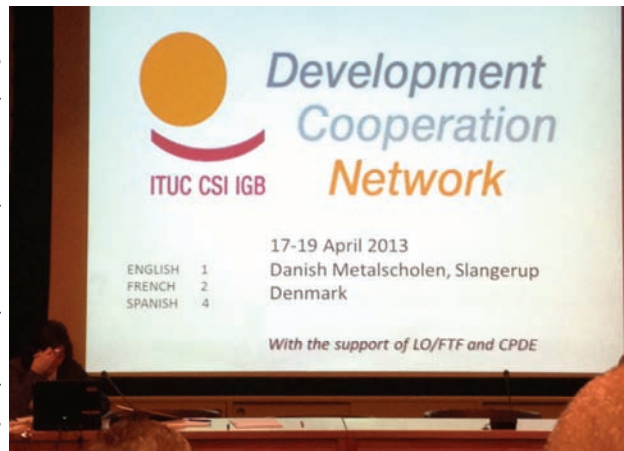 Development
Cooperation
Network
ITUC CSI IGB
17-19 April 2013
Danish Metalscholen, Slangerup
Denmark
ENGLISH 1
FRENCH 2
SPANISH 4
With the support of LO/FTF and CPDE